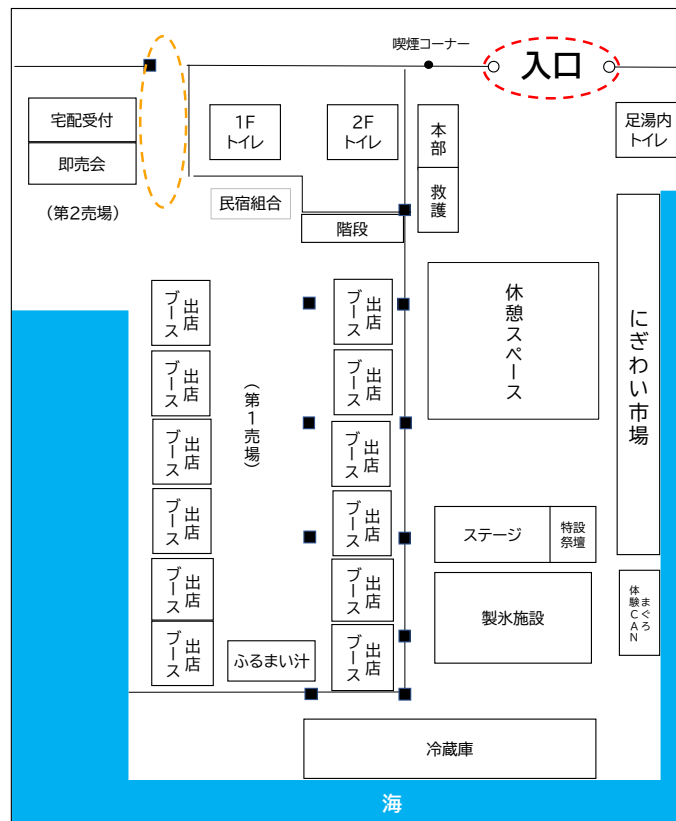 喫煙コーナー
入口
宅配受付
即売会
(第2売場)
1F
トイレ
2F
トイレ
本部
救護
足湯内
トイレ
民宿組合
階段
休憩スペース
にぎわい市場
出店
ブース
出店
ブース
出店
ブース
出店
ブース
出店
ブース
出店
ブース
(第1売場)
出店
ブース
出店
ブース
出店
ブース
出店
ブース
出店
ブース
出店
ブース
ステージ
特設
祭壇
製氷施設
まぐろ
体験CAN
ふるまい汁
冷蔵庫
海